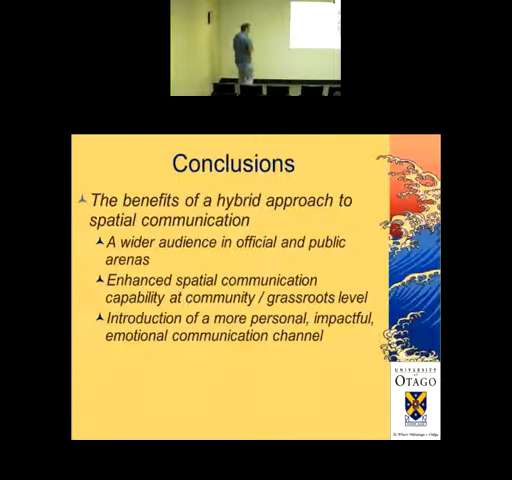 Conclusions
The benefits of a hybrid approach to
spatial communication
A wider audience in official and public
arenas
Enhanced spatial communication
capability at community / grassroots level
Introduction of a more personal, impactful,
emotional communication channel
UNIVERSITY
of
OTAGO